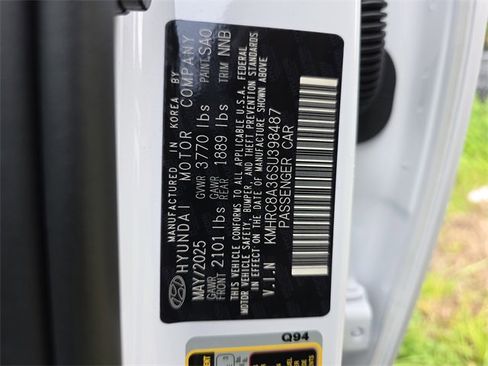 MANUFACTURED IN KOREA BY
HYUNDAI MOTOR COMPANY
MAY/2025 GVWR 3770 lbs PAINT SAO
GAWR FRONT 2101 lbs GAWR REAR 1889 lbs TRIM NNB
THIS VEHICLE CONFORMS TO ALL APPLICABLE U.S.A. FEDERAL
MOTOR VEHICLE SAFETY, BUMPER, AND THEFT PREVENTION STANDARDS
IN EFFECT ON THE DATE OF MANUFACTURE SHOWN ABOVE
V.I.N KMHRC8A36SU398487
PASSENGER CAR
Q94